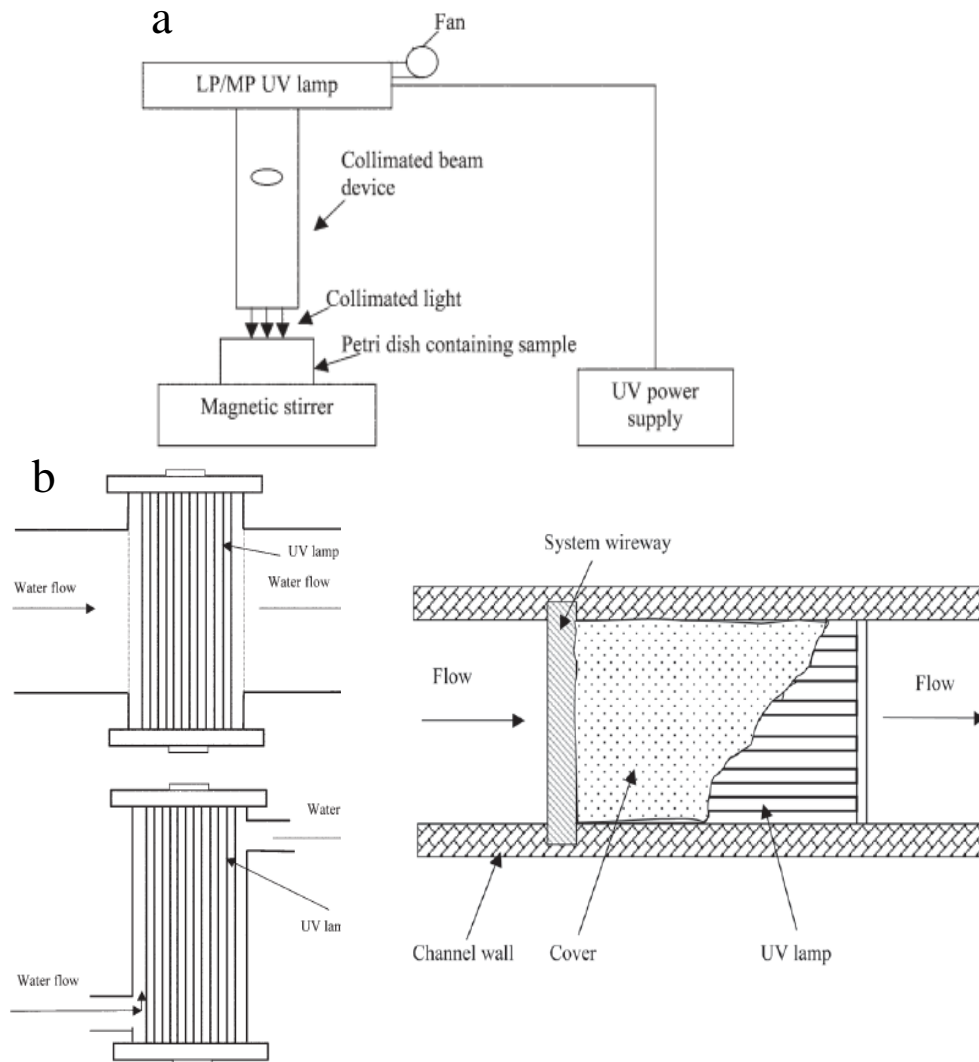 a
Fan
LP/MP UV lamp
Collimated beam
device
Collimated light
Petri dish containing sample
Magnetic stirrer
UV power
supply
b
UV lamp
Water flow
Water flow
Water
UV lam
Water flow
System wireway
Flow
Flow
Channel wall
Cover
UV lamp